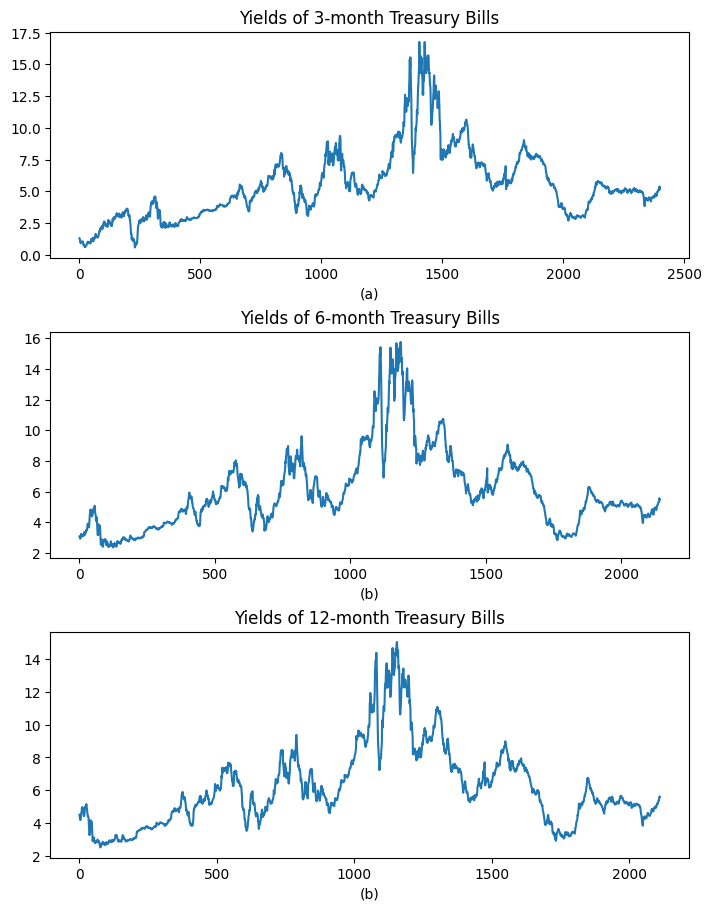 Yields of 3-month Treasury Bills
17.5
15.0
12.5
10.0
7.5
5.0
2.5
0.0
0 500 1000 1500 2000 2500
(a)
Yields of 6-month Treasury Bills
16
14
12
10
8
6
4
2
0 500 1000 1500 2000
(b)
Yields of 12-month Treasury Bills
14
12
10
8
6
4
2
0 500 1000 1500 2000
(b)